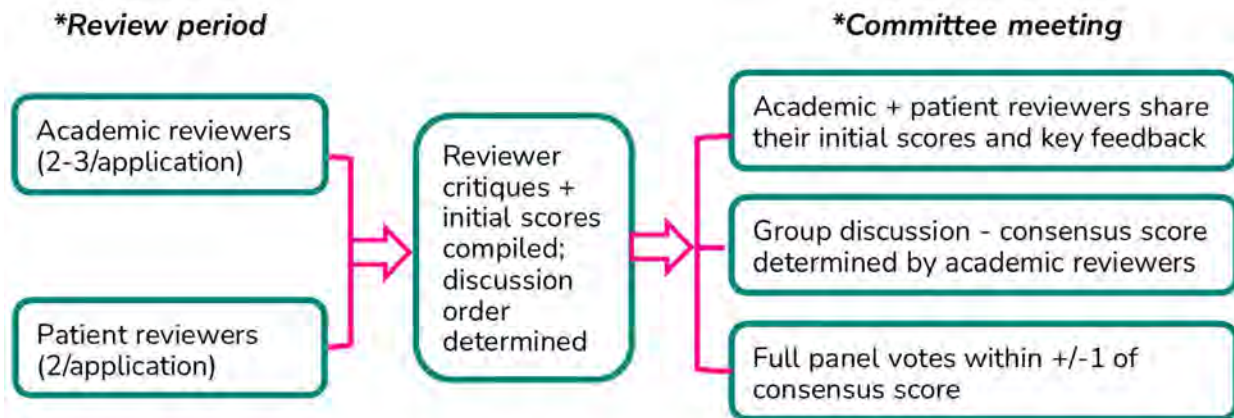 *Review period
Academic reviewers
(2-3/application)
Patient reviewers
(2/application)
Reviewer
critiques +
initial scores
compiled;
discussion
order
determined
*Committee meeting
Academic + patient reviewers share
their initial scores and key feedback
Group discussion - consensus score
determined by academic reviewers
Full panel votes within +/-1 of
consensus score